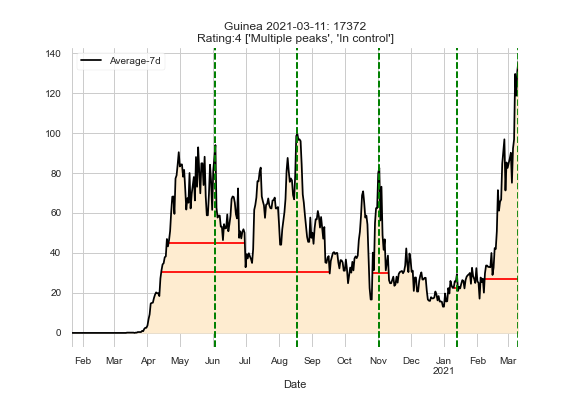 Guinea 2021-03-11: 17372
Rating:4 ['Multiple peaks', 'In control']
Average-7d
140
120
100
80
60
40
20
0
Feb Mar Apr May Jun Jul Aug Sep Oct Nov Dec Jan Feb Mar
2021
Date